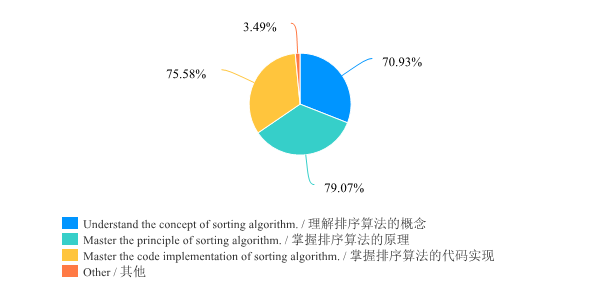 3.49%
75.58%
70.93%
79.07%
Understand the concept of sorting algorithm. / 理解排序算法的概念
Master the principle of sorting algorithm. / 掌握排序算法的原理
Master the code implementation of sorting algorithm. / 掌握排序算法的代码实现
Other / 其他